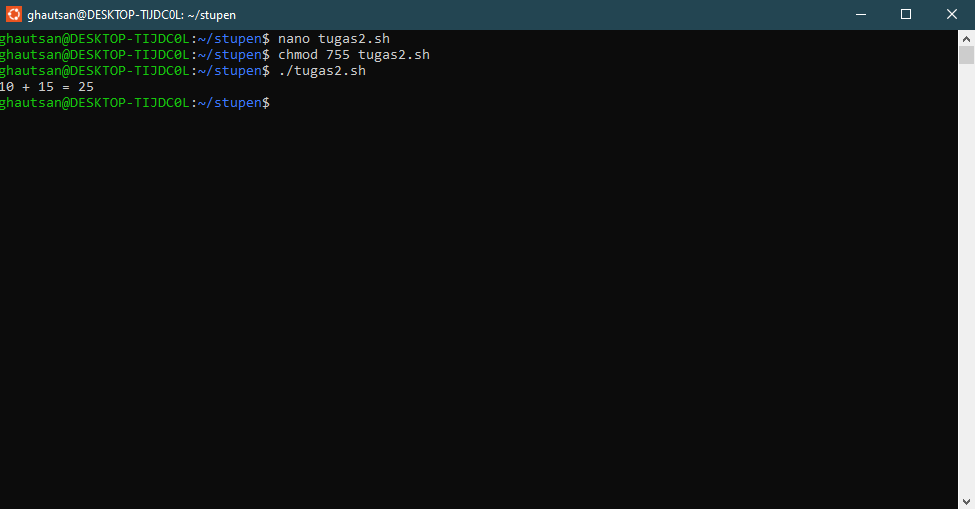 ghautsan@DESKTOP-TIJDC0L: ~/stupen
ghautsan@DESKTOP-TIJDC0L:~/stupen$ nano tugas2.sh
ghautsan@DESKTOP-TIJDC0L:~/stupen$ chmod 755 tugas2.sh
ghautsan@DESKTOP-TIJDC0L:~/stupen$ ./tugas2.sh
10 + 15 = 25
ghautsan@DESKTOP-TIJDC0L:~/stupen$